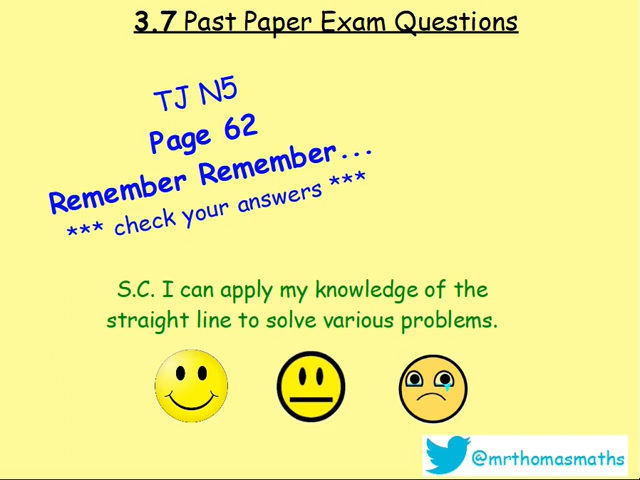 3.7 Past Paper Exam Questions
TJ N5
Page 62
Remember Remember...
*** check your answers ***
S.C. I can apply my knowledge of the
straight line to solve various problems.
@mrthomasmaths